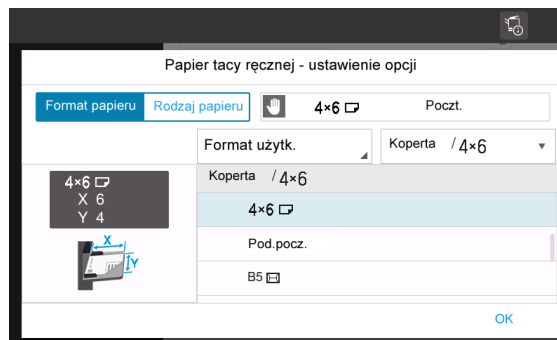 Papier tacy ręcznej - ustawienie opcji
Format papieru Rodzaj papieru 4×6 Poczt.
Format użytk. Koperta /4×6
Koperta /4×6
4×6
X 6
Y 4
4×6
Pod.pocz.
B5
X
Y
OK